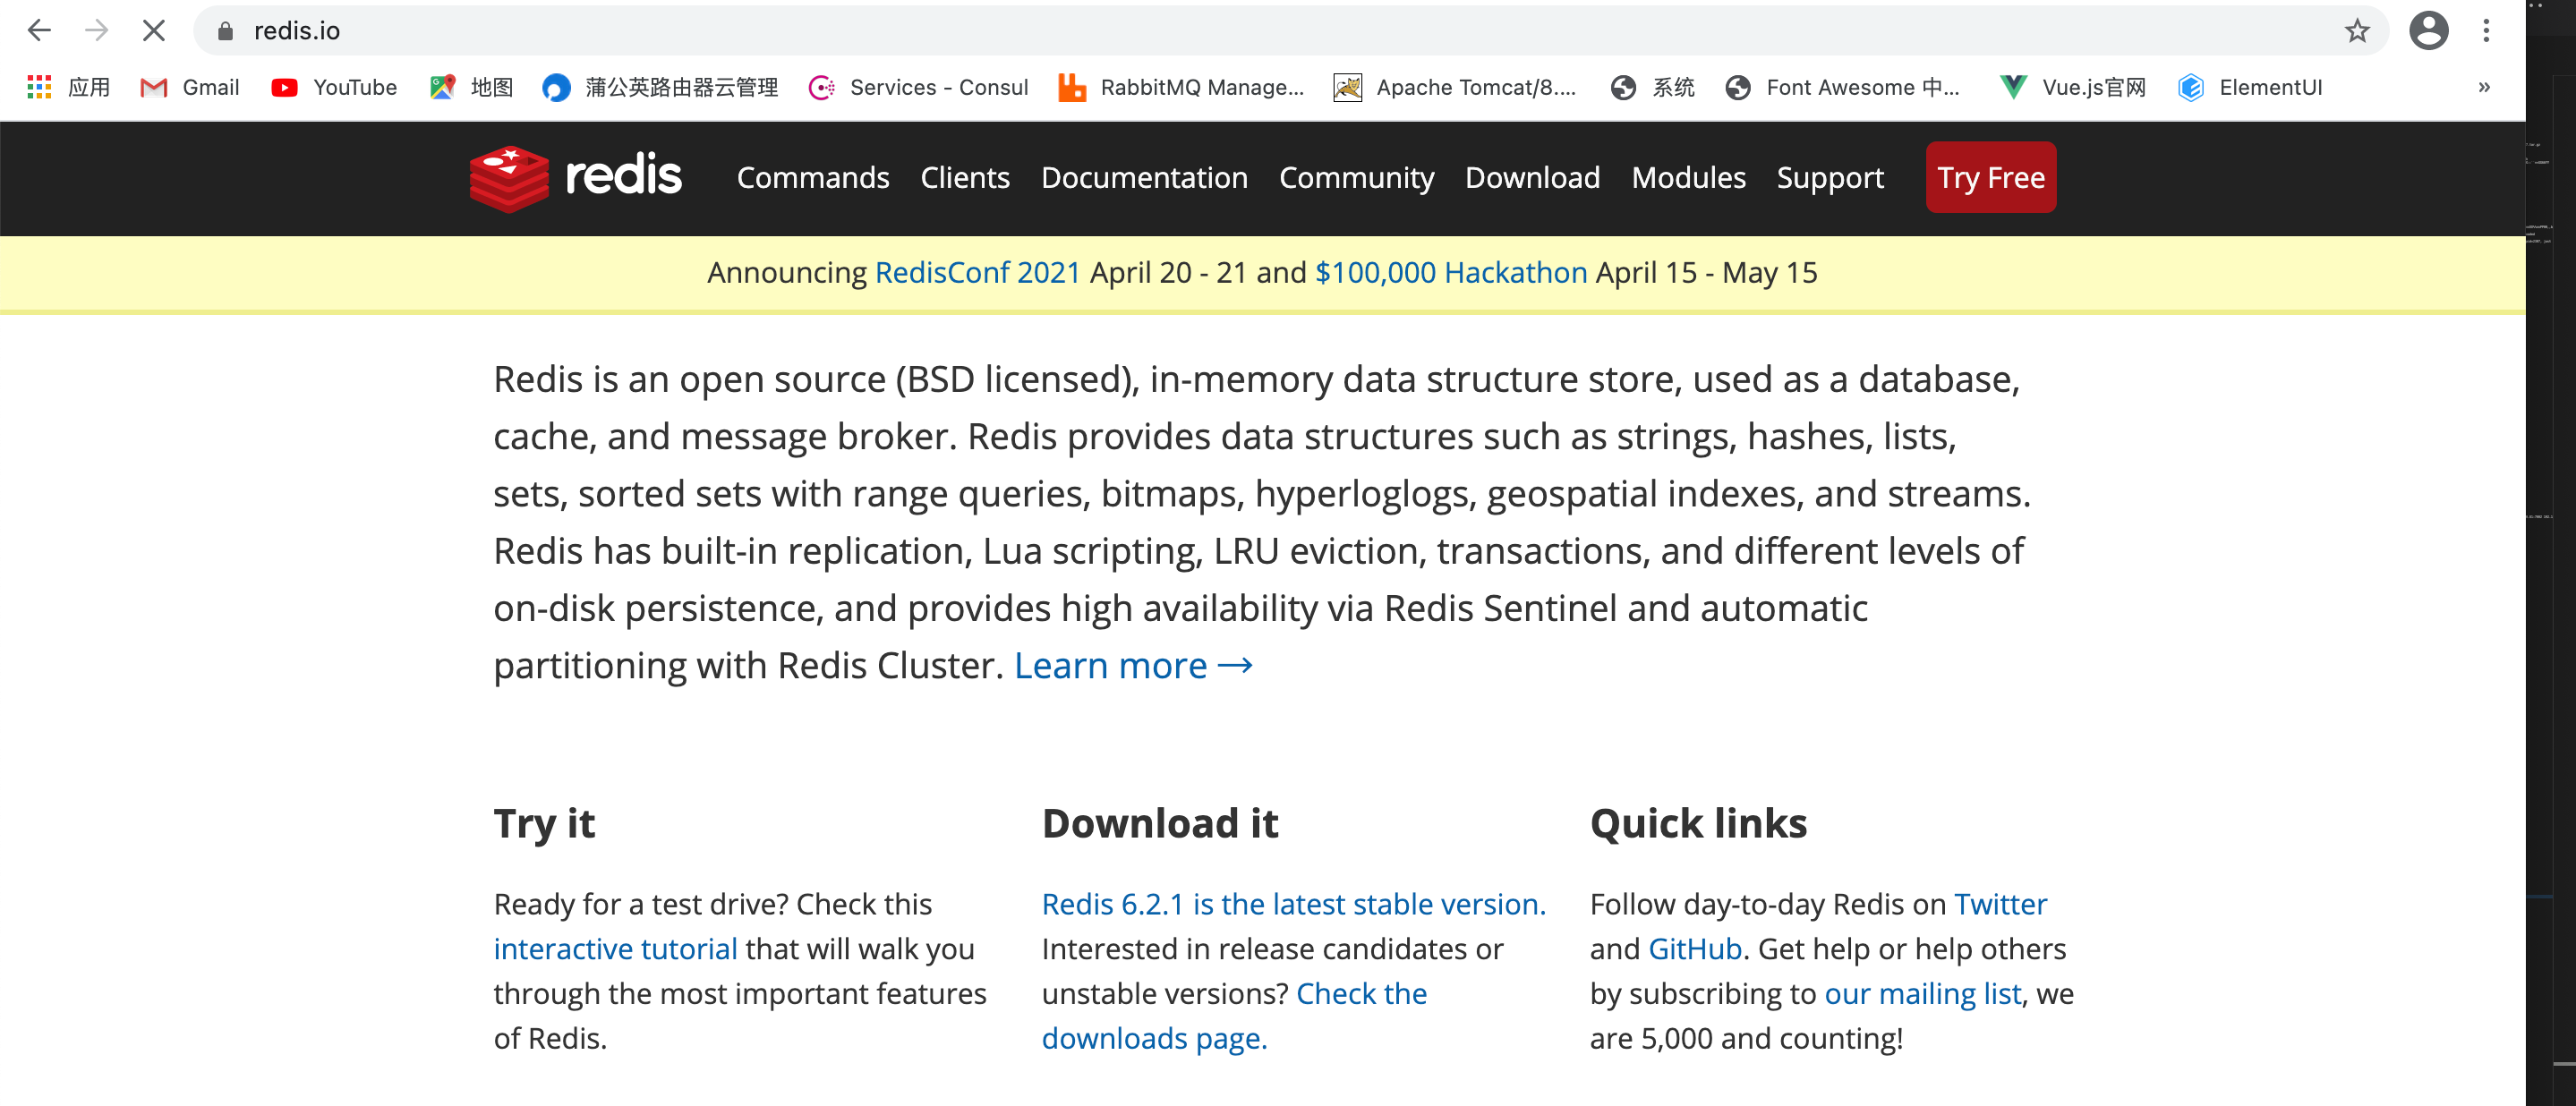 redis.io
应用 Gmail YouTube 地图 蒲公英路由器云管理 Services - Consul RabbitMQ Manage... Apache Tomcat/8.... 系统 Font Awesome 中... Vue.js官网 ElementUI »
redis Commands Clients Documentation Community Download Modules Support Try Free
Announcing RedisConf 2021 April 20 - 21 and $100,000 Hackathon April 15 - May 15
Redis is an open source (BSD licensed), in-memory data structure store, used as a database,
cache, and message broker. Redis provides data structures such as strings, hashes, lists,
sets, sorted sets with range queries, bitmaps, hyperloglogs, geospatial indexes, and streams.
Redis has built-in replication, Lua scripting, LRU eviction, transactions, and different levels of
on-disk persistence, and provides high availability via Redis Sentinel and automatic
partitioning with Redis Cluster. Learn more →
Try it
Ready for a test drive? Check this
interactive tutorial that will walk you
through the most important features
of Redis.
Download it
Redis 6.2.1 is the latest stable version.
Interested in release candidates or
unstable versions? Check the
downloads page.
Quick links
Follow day-to-day Redis on Twitter
and GitHub. Get help or help others
by subscribing to our mailing list, we
are 5,000 and counting!